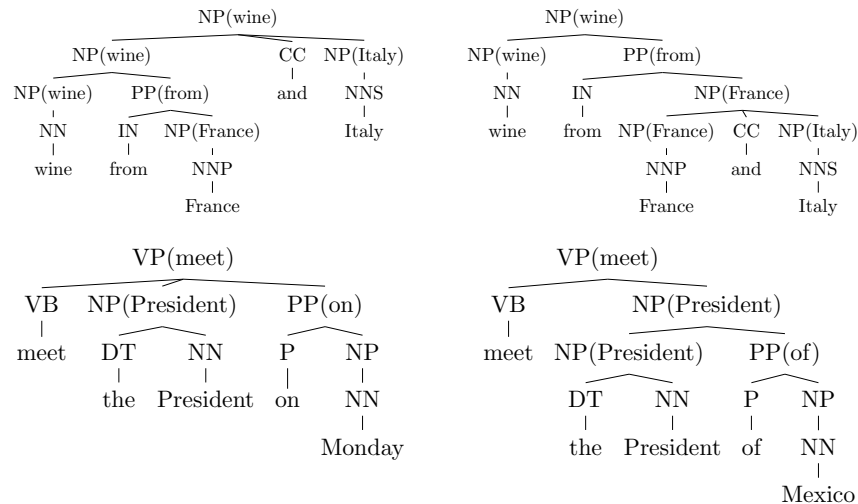 NP(wine)
NP(wine) CC NP(Italy)
NP(wine) PP(from) and NNS
NN IN NP(France) Italy
wine from NNP
France
NP(wine)
NP(wine) PP(from)
NN IN NP(France)
wine from NP(France) CC NP(Italy)
NNP and NNS
France Italy
VP(meet)
VB NP(President) PP(on)
meet DT NN P NP
the President on NN
Monday
VP(meet)
VB NP(President)
meet NP(President) PP(of)
DT NN P NP
the President of NN
Mexico